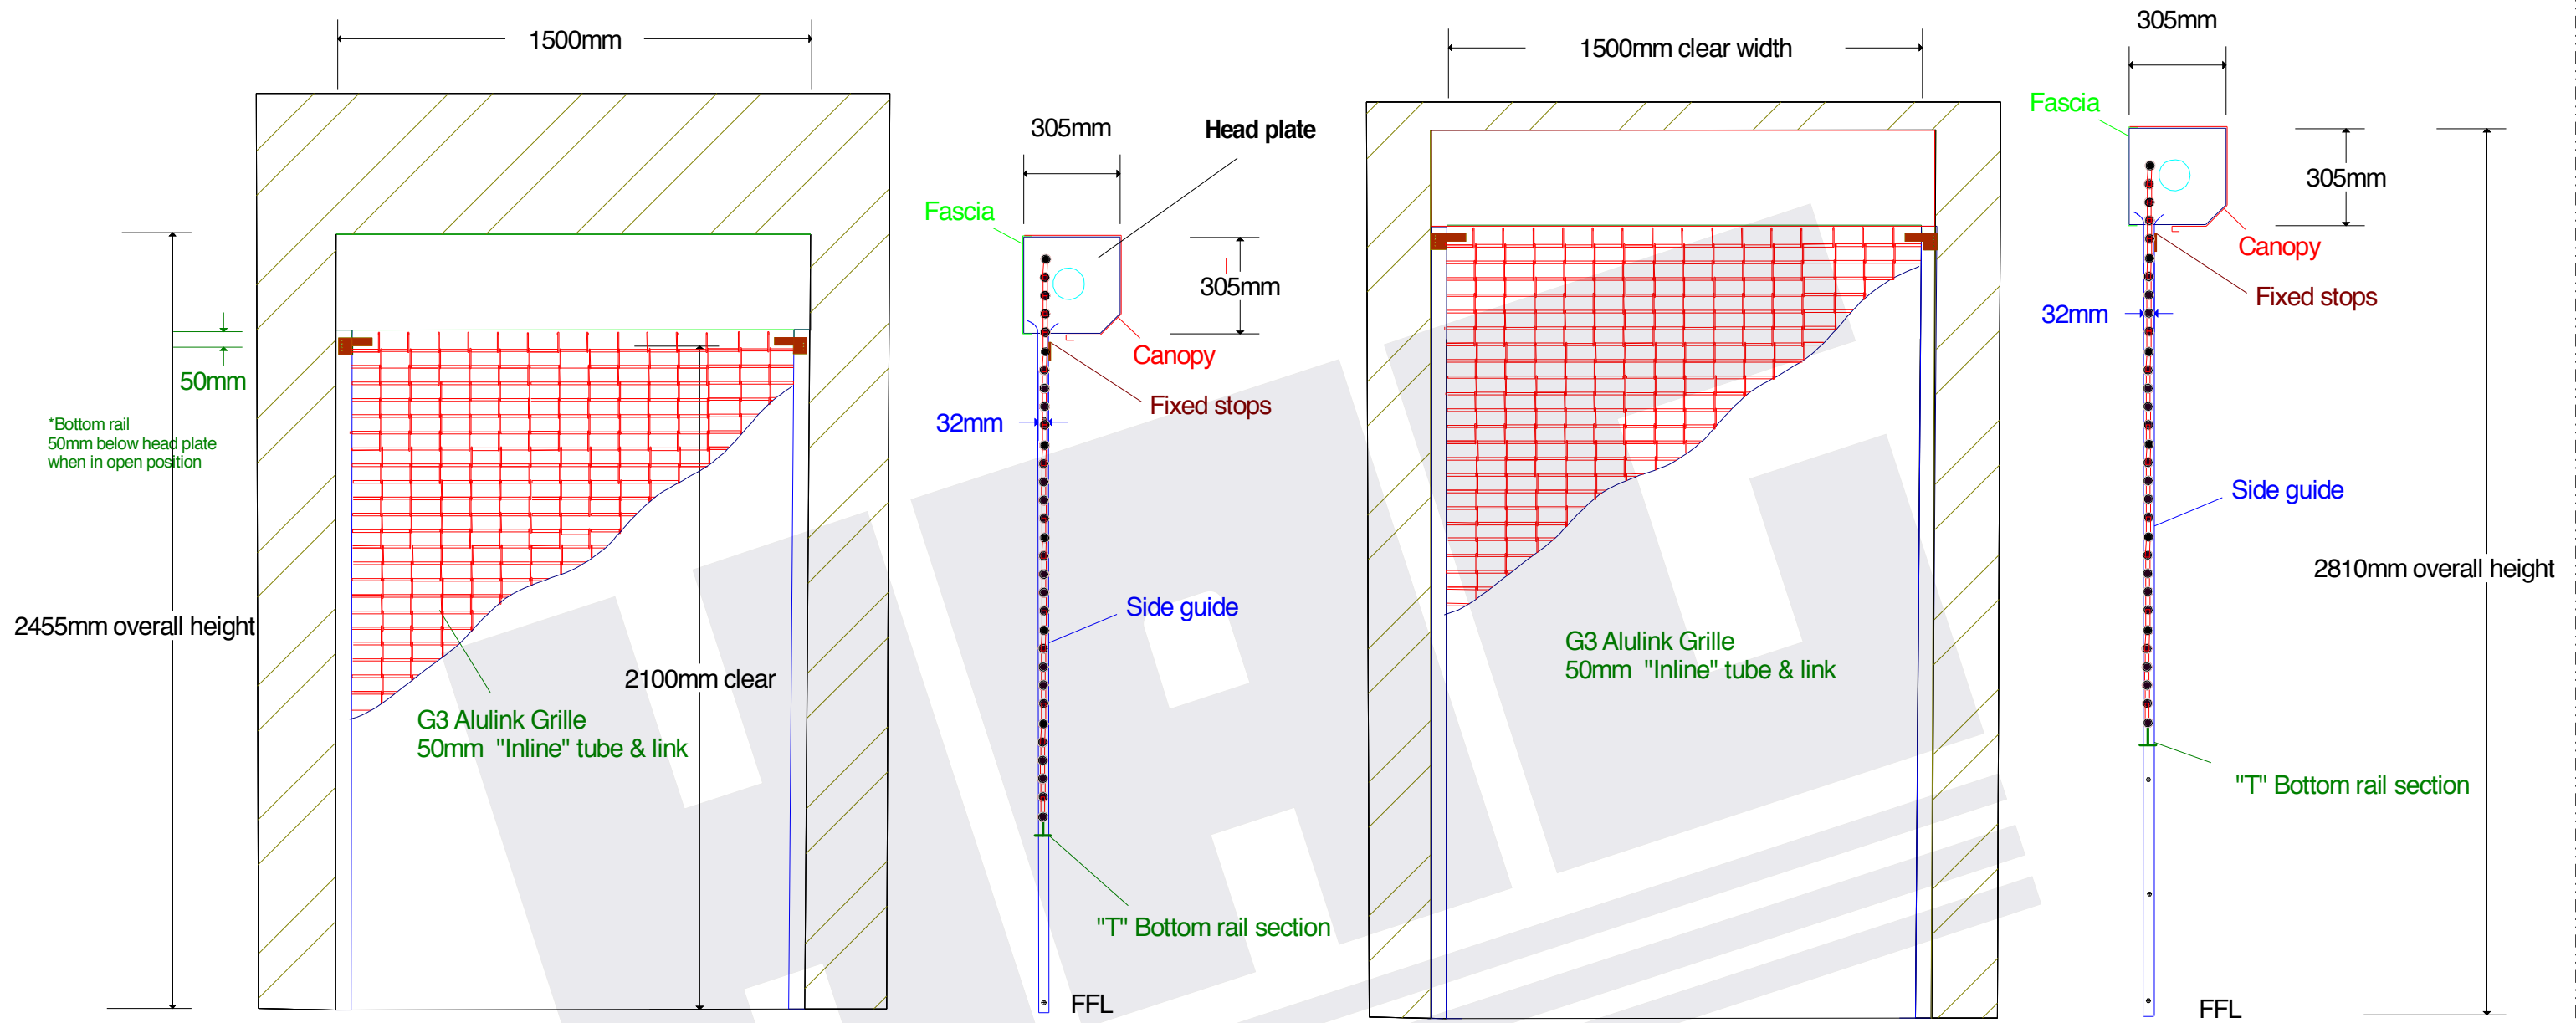 1500mm
305mm
Head plate
Fascia
305mm
Canopy
Fixed stops
32mm
50mm
*Bottom rail
50mm below head plate
when in open position
Side guide
2455mm overall height
2100mm clear
G3 Alulink Grille
50mm "Inline" tube & link
"T" Bottom rail section
FFL
1500mm clear width
305mm
Fascia
305mm
Canopy
Fixed stops
32mm
Side guide
2810mm overall height
G3 Alulink Grille
50mm "Inline" tube & link
"T" Bottom rail section
FFL